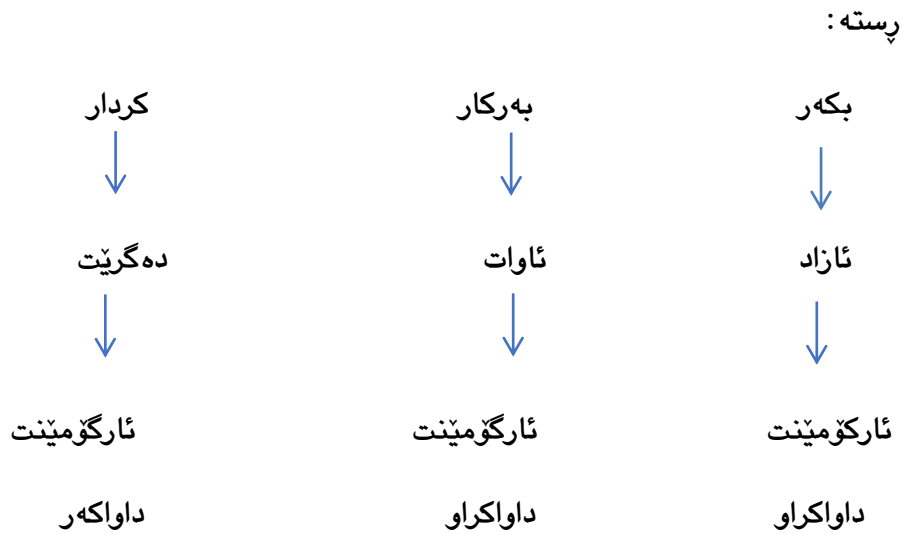 ڕستە:
بکەر بەرکار کردار
ئازاد ئاوات دەگرێت
ئارکۆمێنت ئارگۆمێنت ئارگۆمێنت
داواکراو داواکراو داواکەر